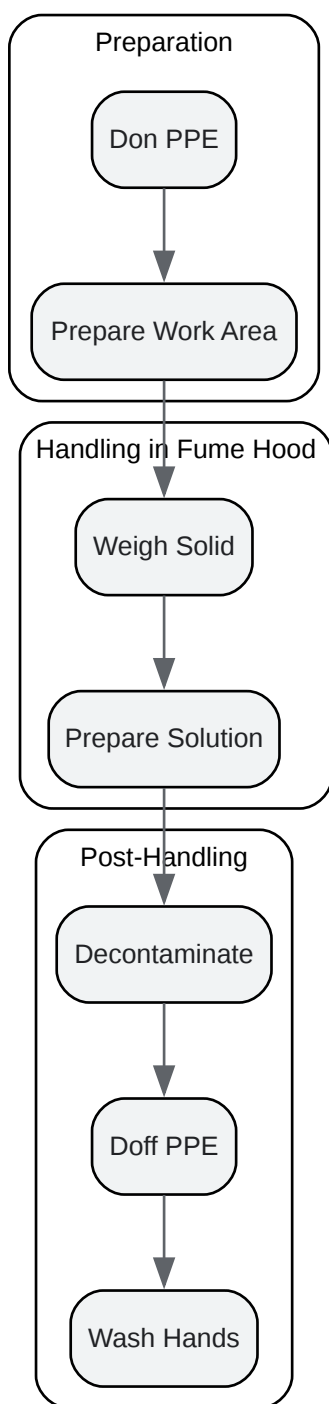 Preparation
Don PPE
Prepare Work Area
Handling in Fume Hood
Weigh Solid
Prepare Solution
Post-Handling
Decontaminate
Doff PPE
Wash Hands